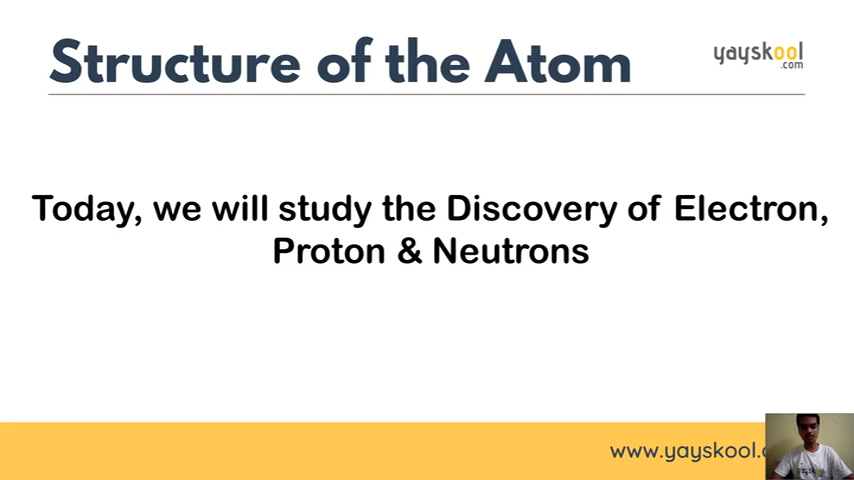 Structure of the Atom
yayskool
.com
Today, we will study the Discovery of Electron,
Proton & Neutrons
www.yayskool.